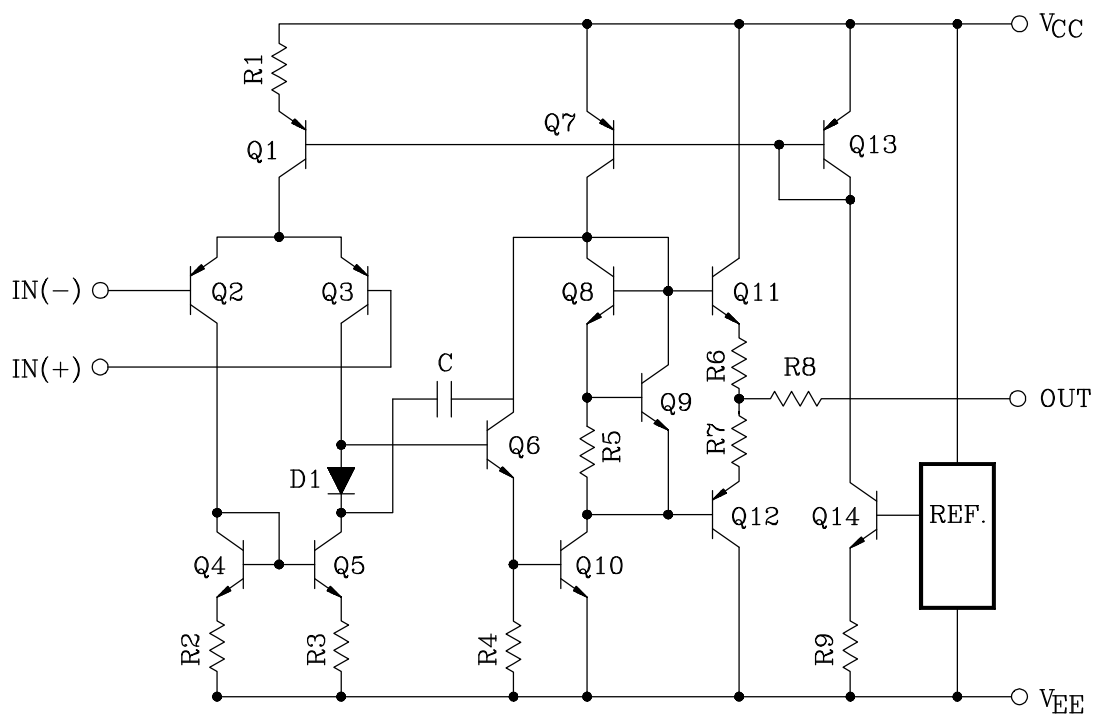 VCC
R1
Q7
Q1
Q13
IN(-)
Q2
Q3
Q8
Q11
IN(+)
C
R6
R8
Q9
OUT
Q6
R5
R7
D1
Q12
Q14
REF.
Q4
Q5
Q10
R2
R3
R4
R9
VEE